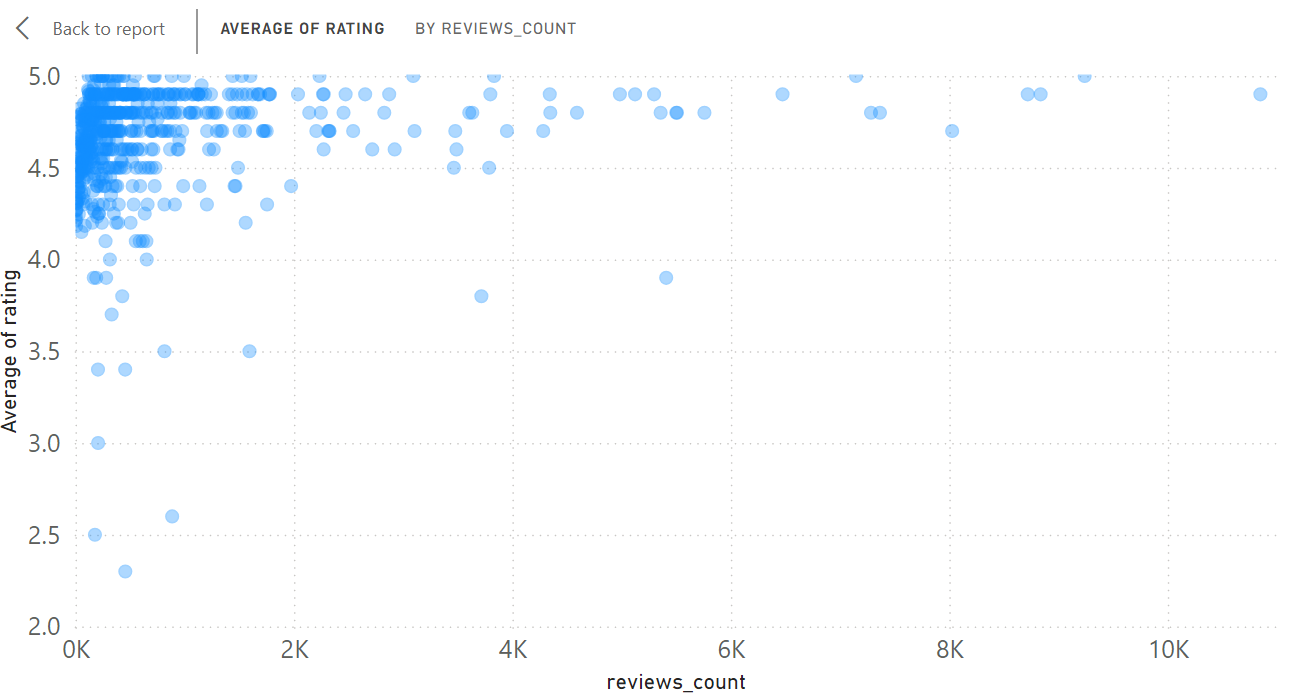 Back to report
AVERAGE OF RATING
BY REVIEWS_COUNT
5.0
4.5
4.0
3.5
3.0
2.5
2.0
Average of rating
0K 2K 4K 6K 8K 10K
reviews_count